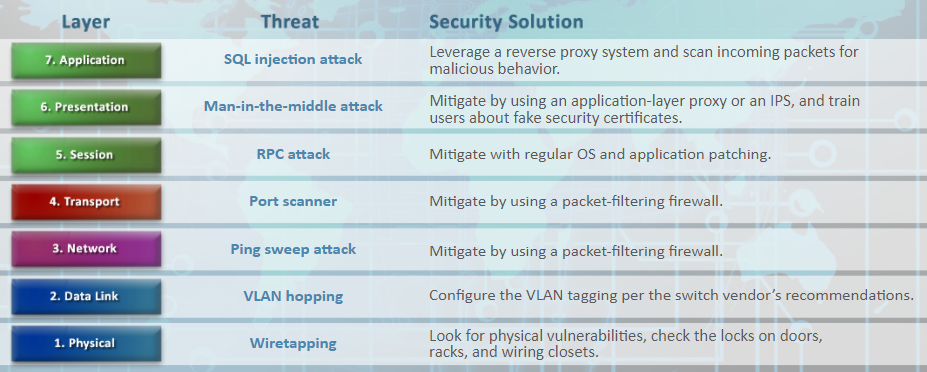 Layer Threat Security Solution
7. Application SQL injection attack Leverage a reverse proxy system and scan incoming packets for
malicious behavior.
6. Presentation Man-in-the-middle attack Mitigate by using an application-layer proxy or an IPS, and train
users about fake security certificates.
5. Session RPC attack Mitigate with regular OS and application patching.
4. Transport Port scanner Mitigate by using a packet-filtering firewall.
3. Network Ping sweep attack Mitigate by using a packet-filtering firewall.
2. Data Link VLAN hopping Configure the VLAN tagging per the switch vendor’s recommendations.
1. Physical Wiretapping Look for physical vulnerabilities, check the locks on doors,
racks, and wiring closets.